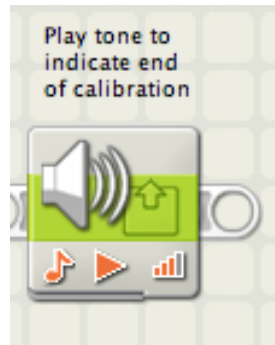 Play tone to
indicate end
of calibration